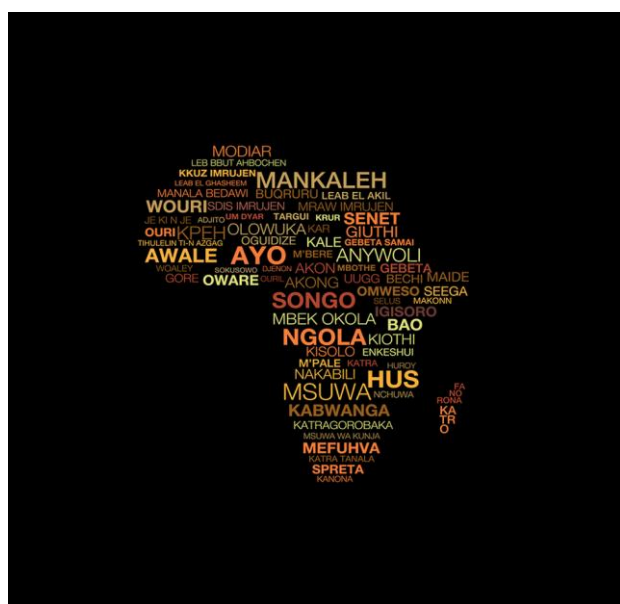 MODJAR
LEB BBUT AHBOCHEN
KKUZ IMRUJEN MANKALEH
LEAB EL GHASHEEM
MANALA BEDAWI BUQRURU LEAB EL AKIL
WOURI SDIS IMRUJEN MRAW IMRUJEN
JE KI N JE ADJITO UM DYAR TARGUI KRUR SENET
OURI KPEH OLOWUKA KAR GIUTHI
TIHULELIN TI-N AZGAG OGUIDIZE KALE GEBETA SAMAI
AWALE AYO M'BERE ANYWOLI
WOALEY SOKUSOWO DJENON AKON MBOTHE GEBETA
GORE OWARE OURIL AKONG UUGG BECHI MAIDE
SONGO OMWESO SEEGA
SELUS MAKONN
MBEK OKOLA IGISORO
BAO
NGOLA KIOTHI
KISOLO ENKESHUI
M'PALE KATRA HURDY
NAKABILI HUS
MSUWA NCHUWA
FA
NO
RONA
KABWANGA KA
TR
O
KATRAGOROBAKA
MSUWA WA KUNJA
MEFUHVA
KATRA TANALA
SPRETA
KANONA